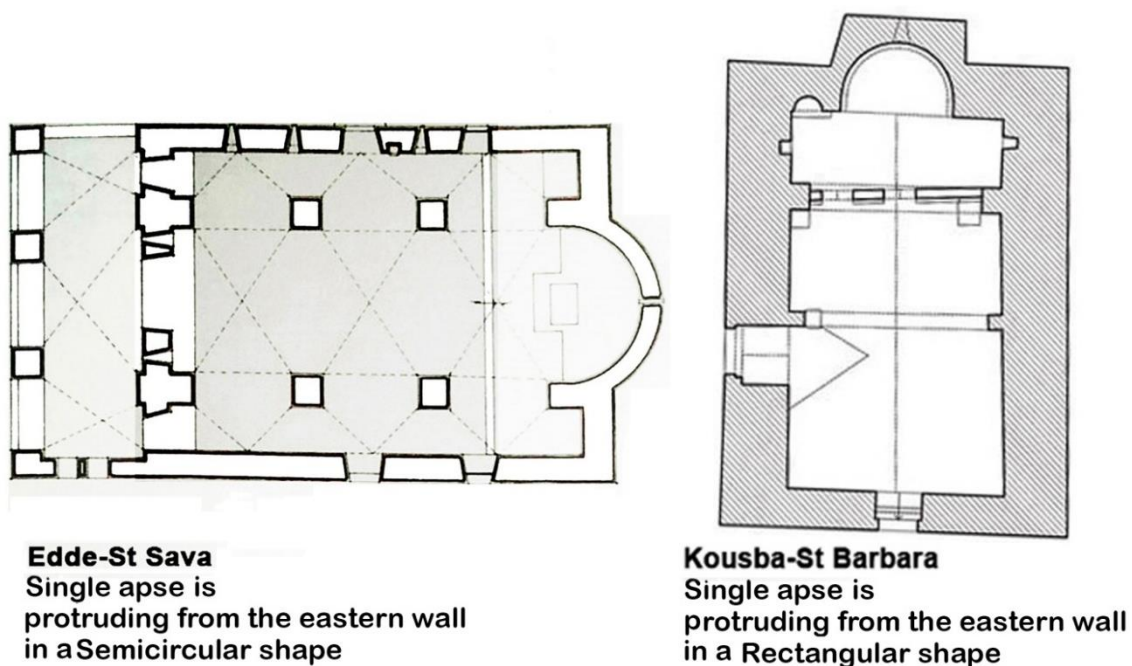 Edde-St Sava
Single apse is
protruding from the eastern wall
in a Semicircular shape
Kousba-St Barbara
Single apse is
protruding from the eastern wall
in a Rectangular shape